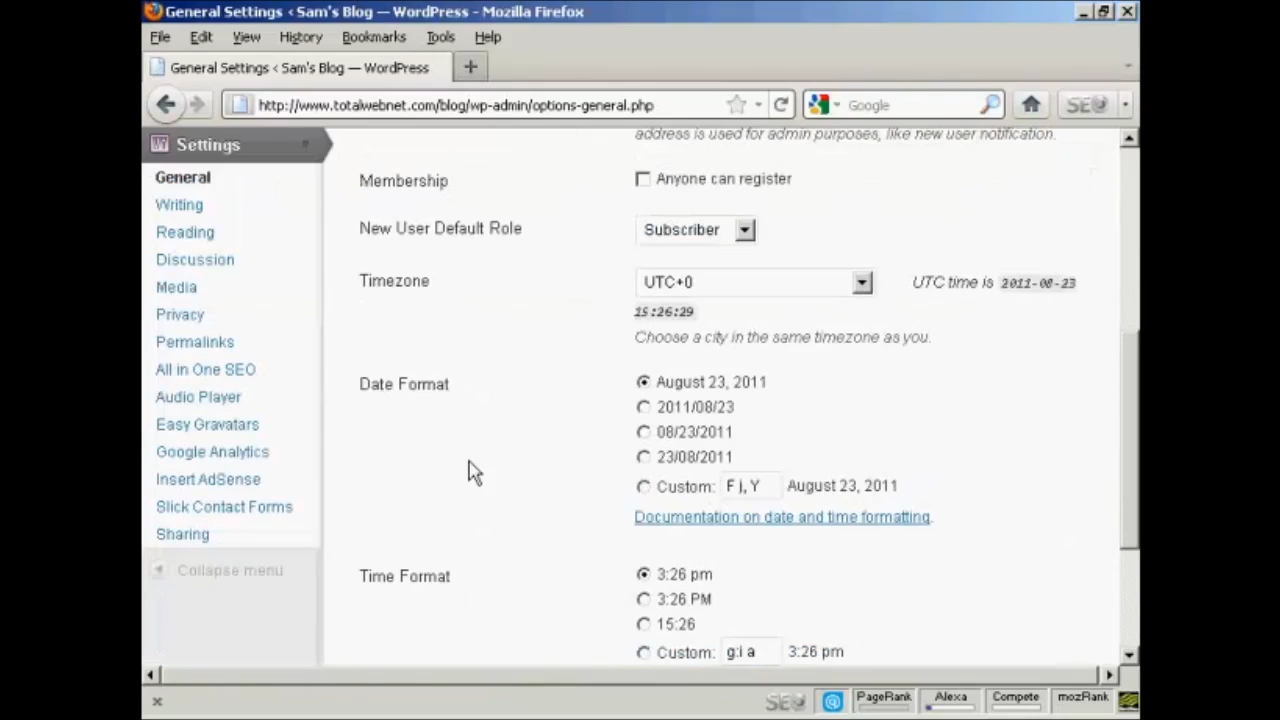 General Settings ‹ Sam's Blog — WordPress - Mozilla Firefox
File Edit View History Bookmarks Tools Help
General Settings ‹ Sam's Blog — WordPress
http://www.totalwebnet.com/blog/wp-admin/options-general.php
Google
SEO
Settings
General
Writing
Reading
Discussion
Media
Privacy
Permalinks
All in One SEO
Audio Player
Easy Gravatars
Google Analytics
Insert AdSense
Slick Contact Forms
Sharing
Collapse menu
address is used for admin purposes, like new user notification.
Membership
Anyone can register
New User Default Role
Subscriber
Timezone
UTC+0
UTC time is 2011-08-23
15:26:29
Choose a city in the same timezone as you.
Date Format
August 23, 2011
2011/08/23
08/23/2011
23/08/2011
Custom: F j, Y August 23, 2011
Documentation on date and time formatting.
Time Format
3:26 pm
3:26 PM
15:26
Custom: g:i a 3:26 pm
SEO
PageRank
Alexa
Compete
mozRank